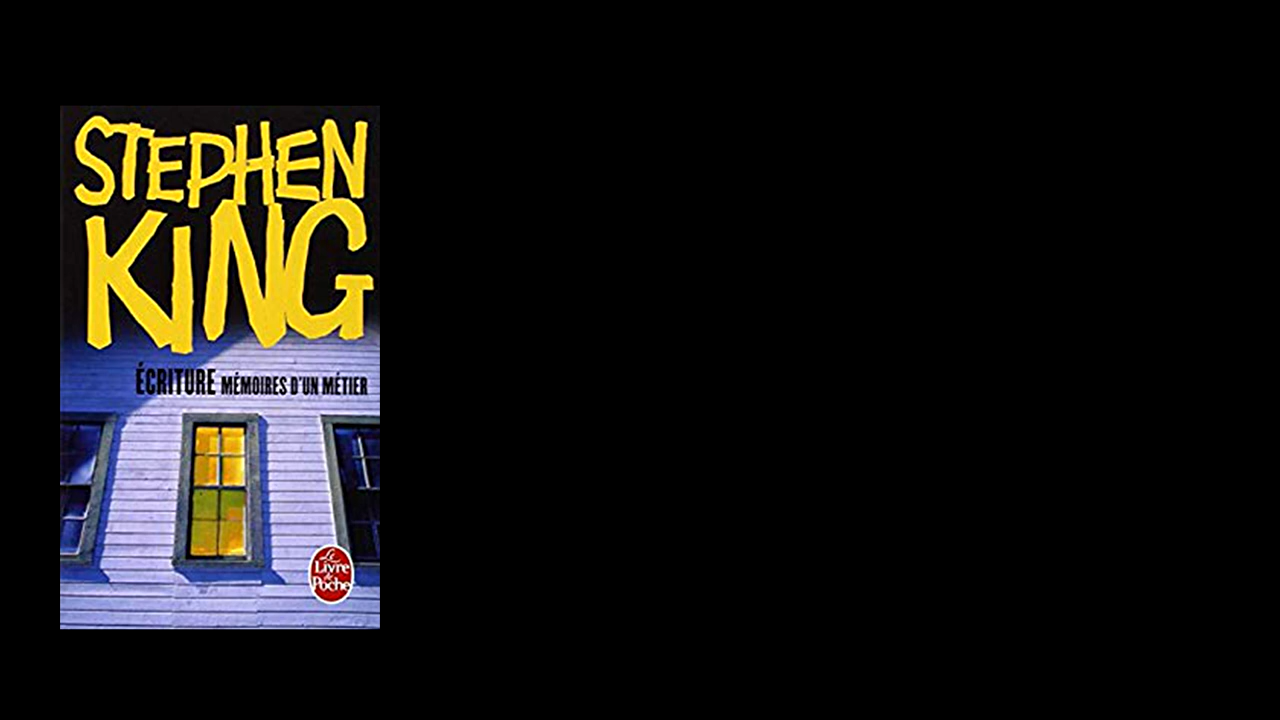 STEPHEN
KING
ÉCRITURE MÉMOIRES D'UN MÉTIER
Le
Livre
de
Poche